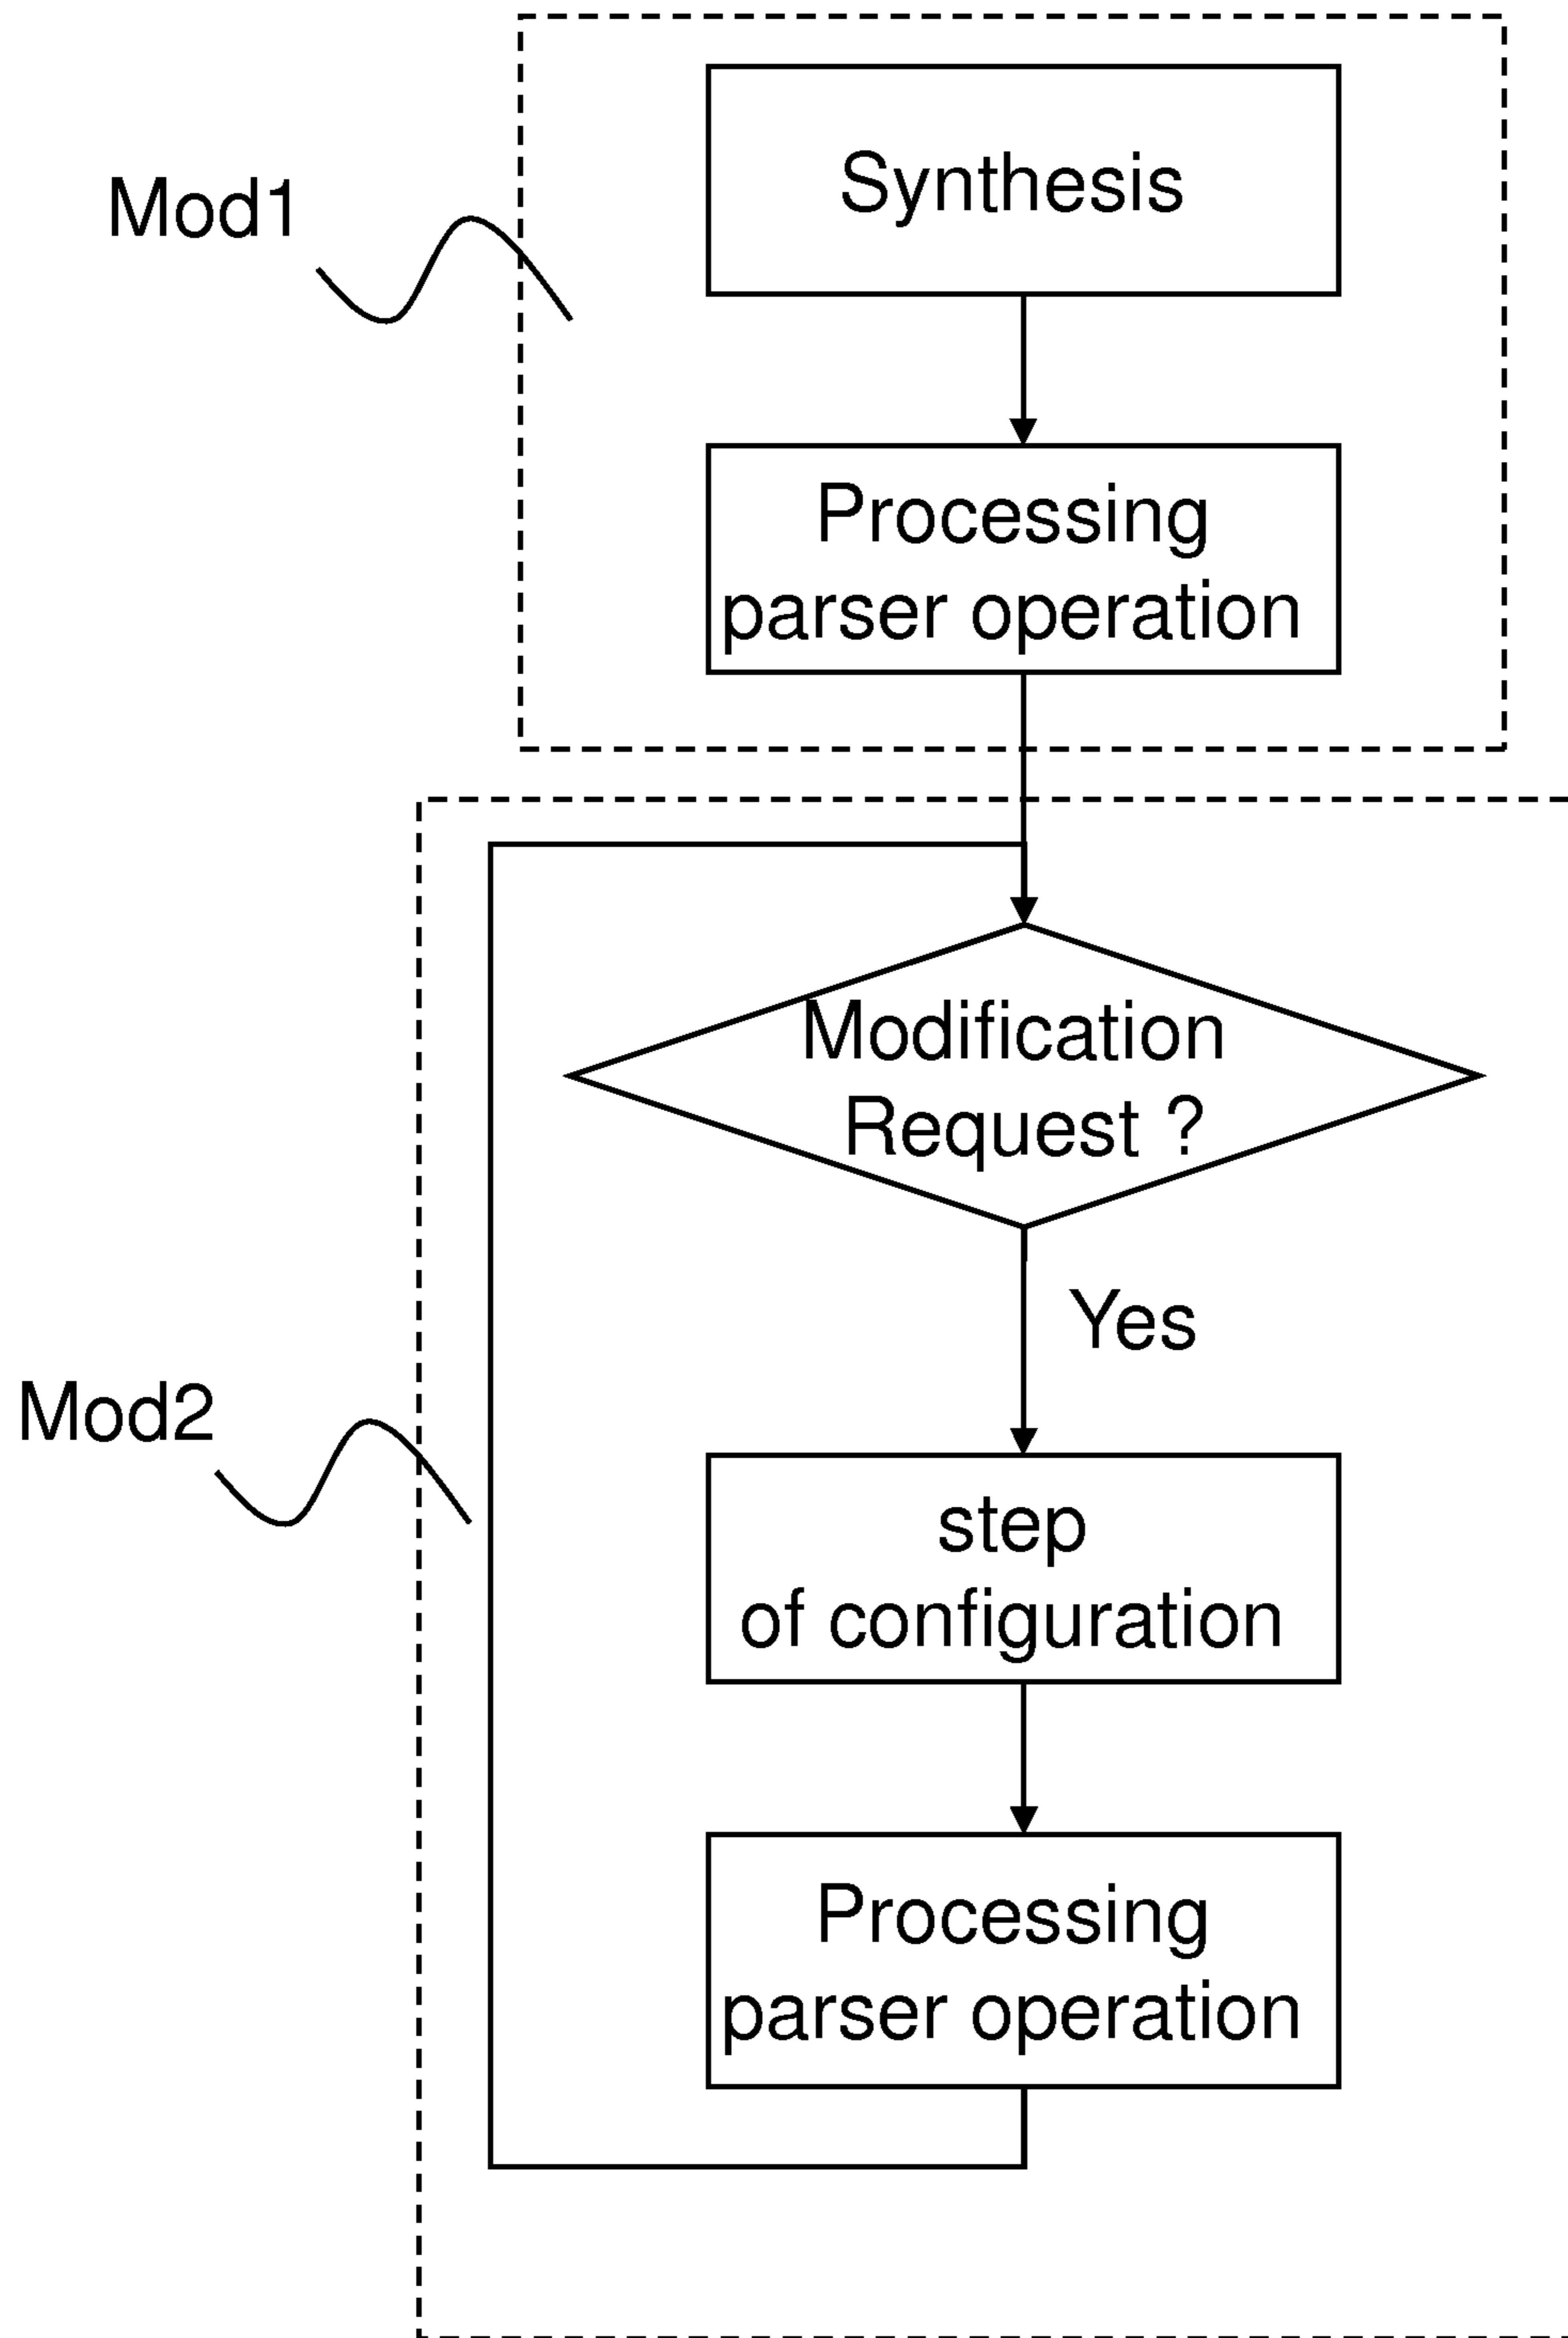 Mod1
Synthesis
Processing
parser operation
Modification
Request ?
Yes
Mod2
step
of configuration
Processing
parser operation